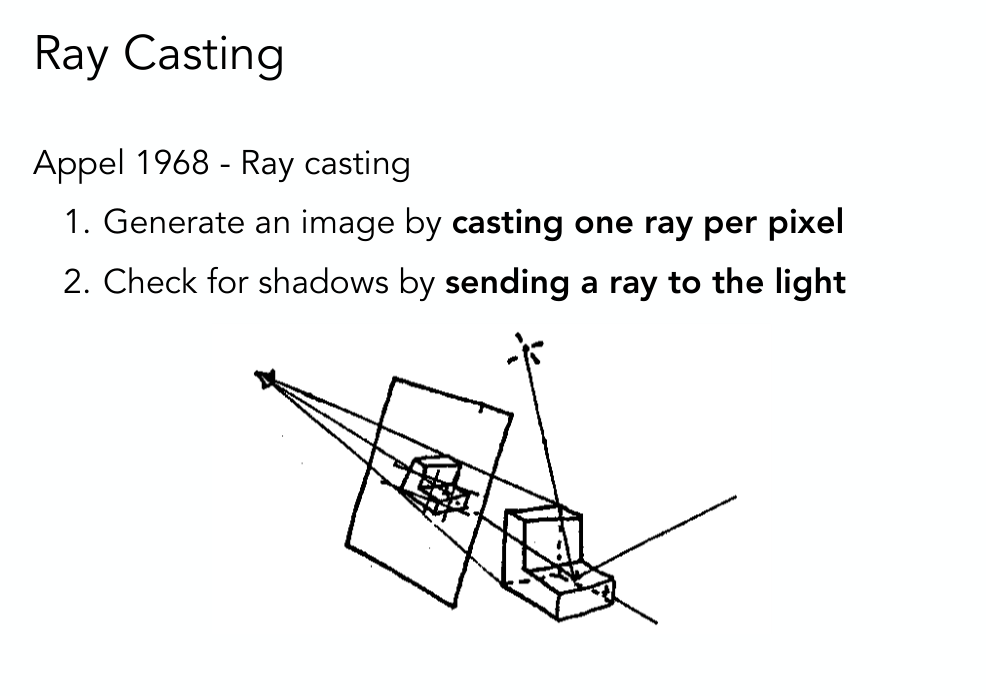 Ray Casting
Appel 1968 - Ray casting
1. Generate an image by casting one ray per pixel
2. Check for shadows by sending a ray to the light